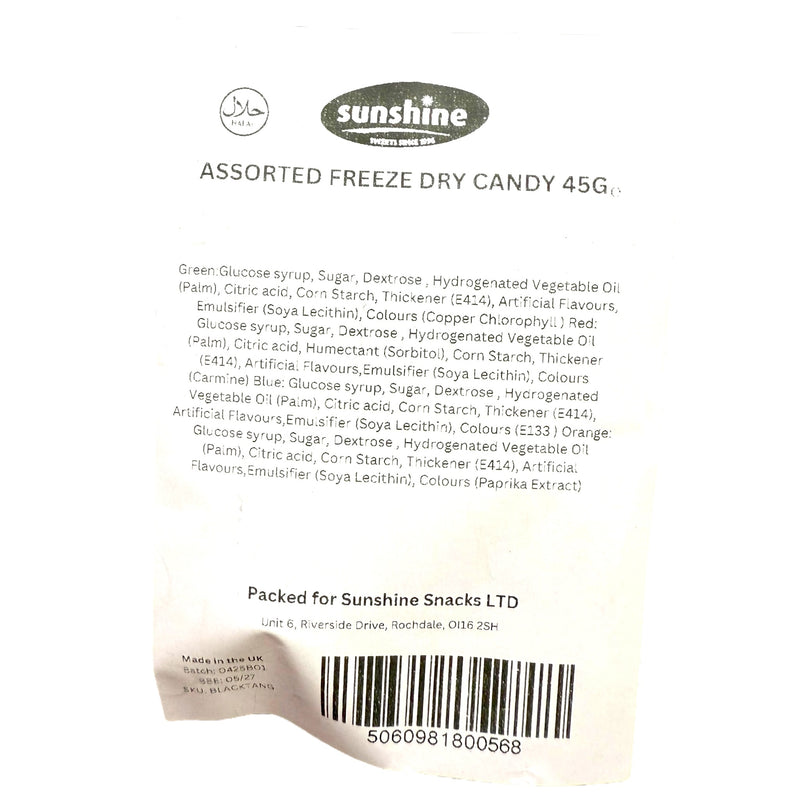 حلال
HALAL
sunshine
SWEETS SINCE 1995
ASSORTED FREEZE DRY CANDY 45G℮
Green:Glucose syrup, Sugar, Dextrose , Hydrogenated Vegetable Oil
(Palm), Citric acid, Corn Starch, Thickener (E414), Artificial Flavours,
Emulsifier (Soya Lecithin), Colours (Copper Chlorophyll ) Red:
Glucose syrup, Sugar, Dextrose , Hydrogenated Vegetable Oil
(Palm), Citric acid, Humectant (Sorbitol), Corn Starch, Thickener
(E414), Artificial Flavours,Emulsifier (Soya Lecithin), Colours
(Carmine) Blue: Glucose syrup, Sugar, Dextrose , Hydrogenated
Vegetable Oil (Palm), Citric acid, Corn Starch, Thickener (E414),
Artificial Flavours,Emulsifier (Soya Lecithin), Colours (E133 ) Orange:
Glucose syrup, Sugar, Dextrose , Hydrogenated Vegetable Oil
(Palm), Citric acid, Corn Starch, Thickener (E414), Artificial
Flavours,Emulsifier (Soya Lecithin), Colours (Paprika Extract)
Packed for Sunshine Snacks LTD
Unit 6, Riverside Drive, Rochdale, Ol16 2SH
Made in the UK
Batch: 0425B01
BBE: 05/27
SKU: BLACKTANG
5060981800568